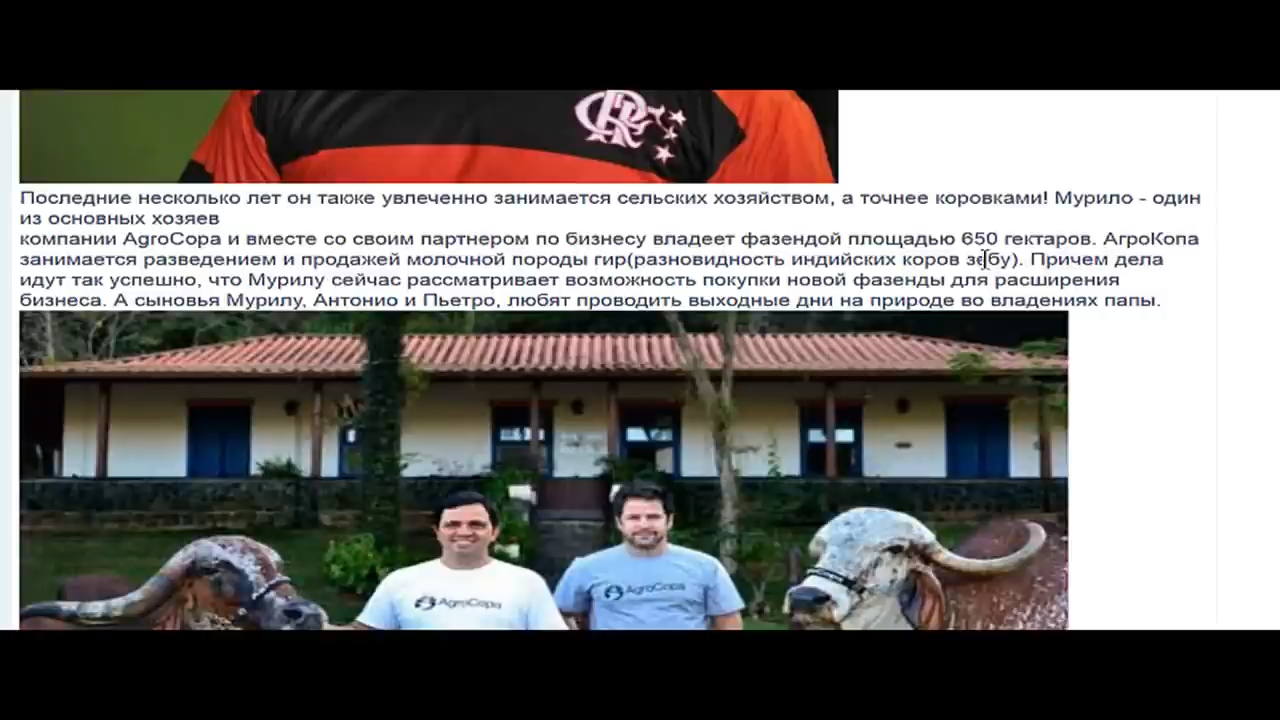 Последние несколько лет он также увлеченно занимается сельских хозяйством, а точнее коровками! Мурило - один
из основных хозяев
компании AgroCopa и вместе со своим партнером по бизнесу владеет фазендой площадью 650 гектаров. АгроКопа
занимается разведением и продажей молочной породы гир(разновидность индийских коров зебу). Причем дела
идут так успешно, что Мурилу сейчас рассматривает возможность покупки новой фазенды для расширения
бизнеса. А сыновья Мурилу, Антонио и Пьетро, любят проводить выходные дни на природе во владениях папы.
AgroCopa
AgroCopa